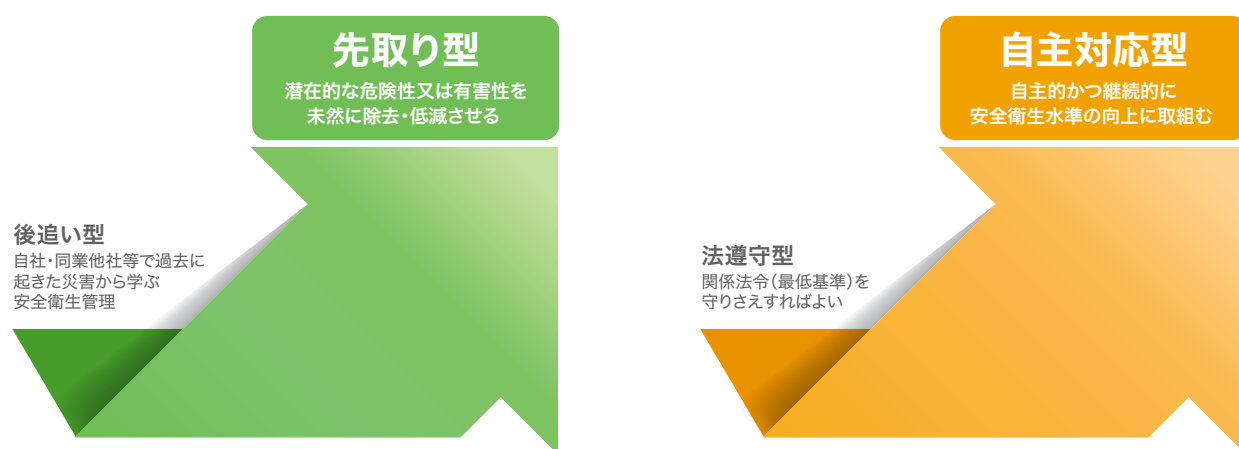 先取り型
潜在的な危険性又は有害性を
未然に除去・低減させる
後追い型
自社・同業他社等で過去に
起きた災害から学ぶ
安全衛生管理
自主対応型
自主的かつ継続的に
安全衛生水準の向上に取組む
法遵守型
関係法令(最低基準)を
守りさえすればよい